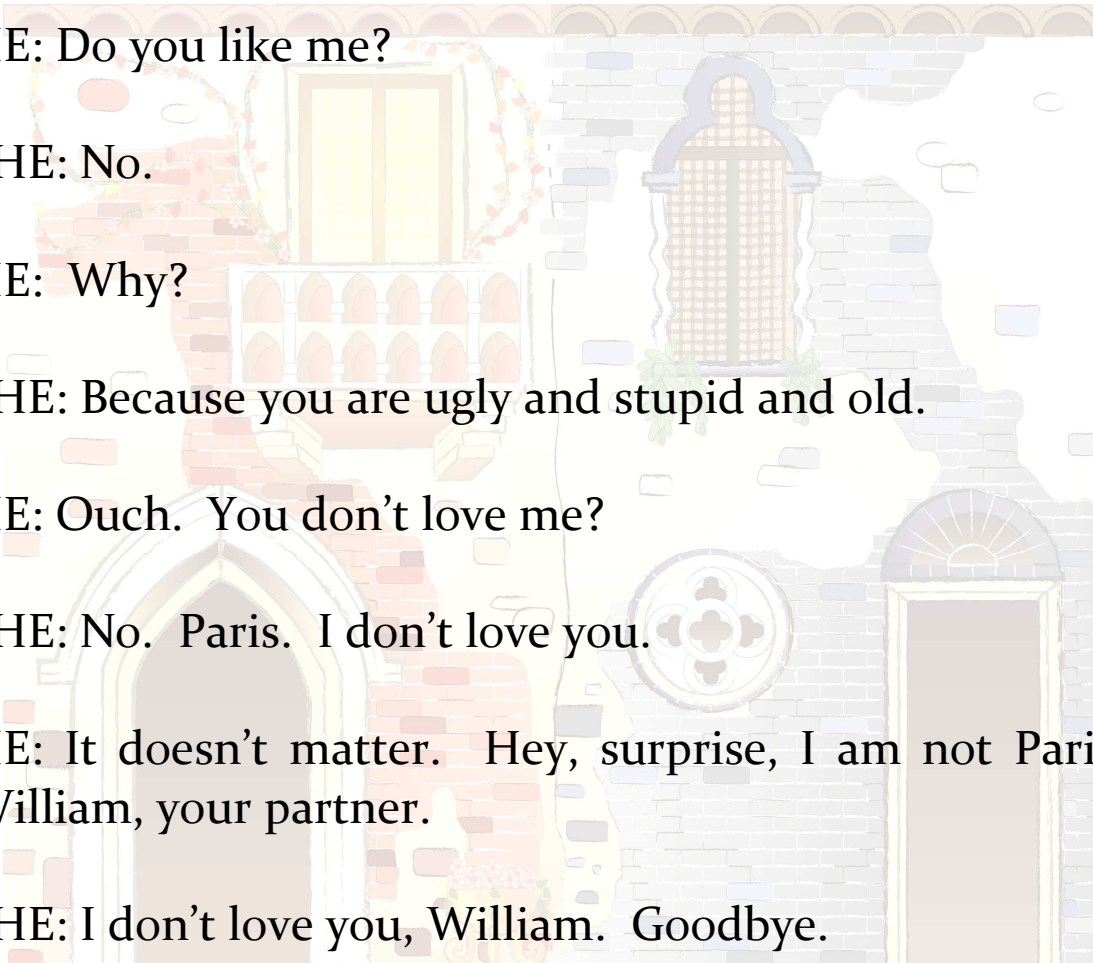 E: Do you like me?
HE: No.
E: Why?
HE: Because you are ugly and stupid and old.
E: Ouch. You don’t love me?
HE: No. Paris. I don’t love you.
E: It doesn’t matter. Hey, surprise, I am not Pari
illiam, your partner.
HE: I don’t love you, William. Goodbye.